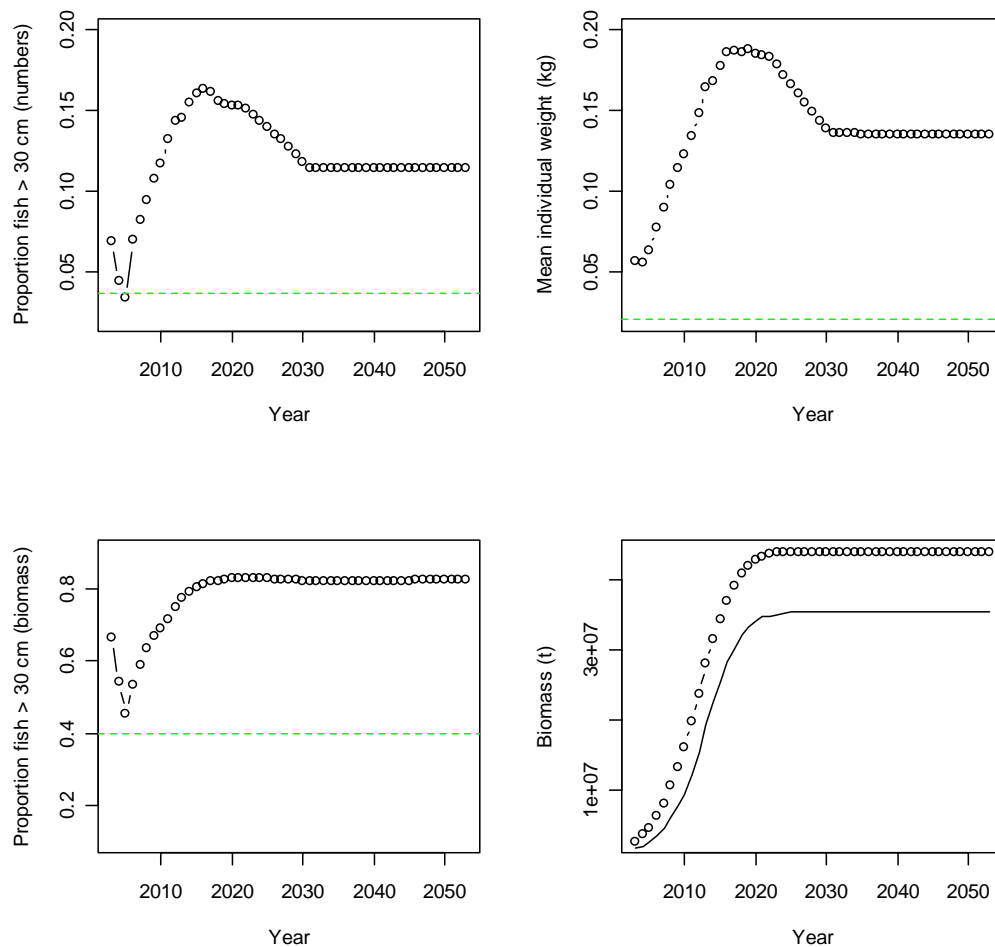 Proportion fish > 30 cm (numbers)
0.20
0.15
0.10
0.05
2010 2020 2030 2040 2050
Year
Mean individual weight (kg)
0.20
0.15
0.10
0.05
2010 2020 2030 2040 2050
Year
Proportion fish > 30 cm (biomass)
0.8
0.6
0.4
0.2
2010 2020 2030 2040 2050
Year
Biomass (t)
3e+07
1e+07
2010 2020 2030 2040 2050
Year